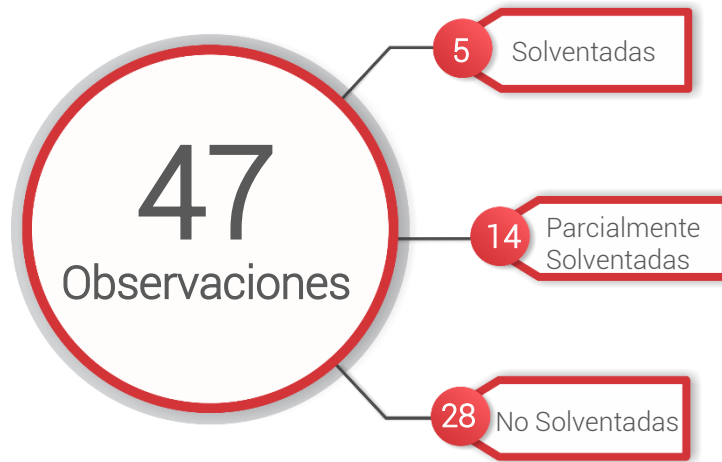 47
Observaciones
5
Solventadas
14
Parcialmente
Solventadas
28
No Solventadas